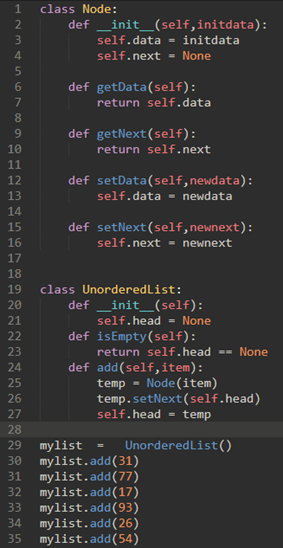 1 class Node:
2     def __init__(self,initdata):
3         self.data = initdata
4         self.next = None
5
6     def getData(self):
7         return self.data
8
9     def getNext(self):
10         return self.next
11
12     def setData(self,newdata):
13         self.data = newdata
14
15     def setNext(self,newnext):
16         self.next = newnext
17
18
19 class UnorderedList:
20     def __init__(self):
21         self.head = None
22     def isEmpty(self):
23         return self.head == None
24     def add(self,item):
25         temp = Node(item)
26         temp.setNext(self.head)
27         self.head = temp
28
29 mylist  =   UnorderedList()
30 mylist.add(31)
31 mylist.add(77)
32 mylist.add(17)
33 mylist.add(93)
34 mylist.add(26)
35 mylist.add(54)